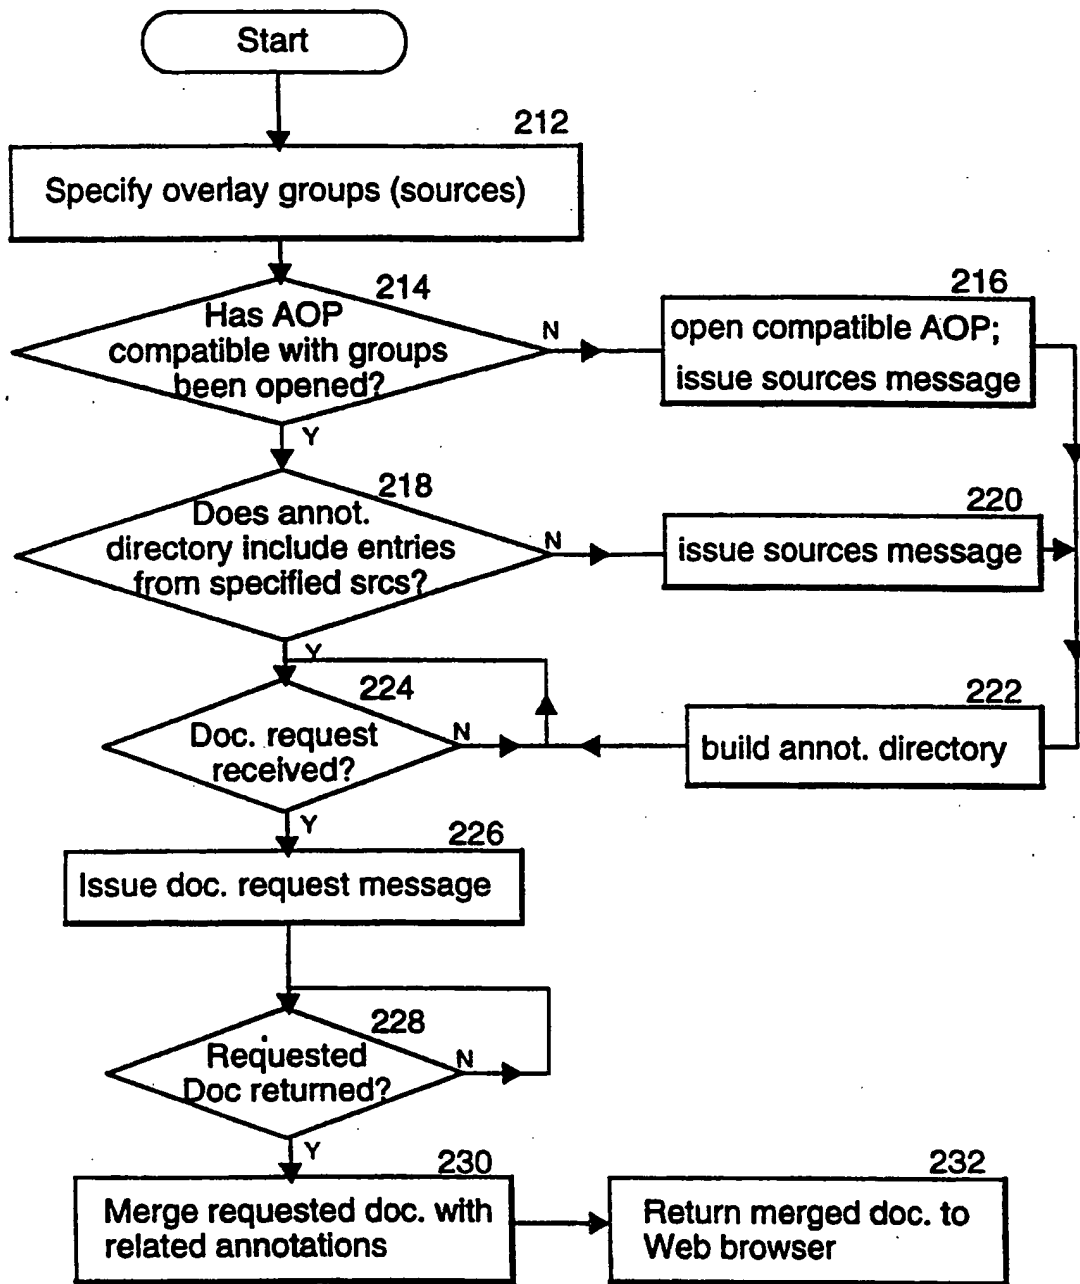 Start
212
Specify overlay groups (sources)
214
Has AOP
compatible with groups
been opened?
N
Y
216
open compatible AOP;
issue sources message
218
Does annot.
directory include entries
from specified srcs?
N
Y
220
issue sources message
224
Doc. request
received?
N
Y
222
build annot. directory
226
Issue doc. request message
228
Requested
Doc returned?
N
Y
230
Merge requested doc. with
related annotations
232
Return merged doc. to
Web browser